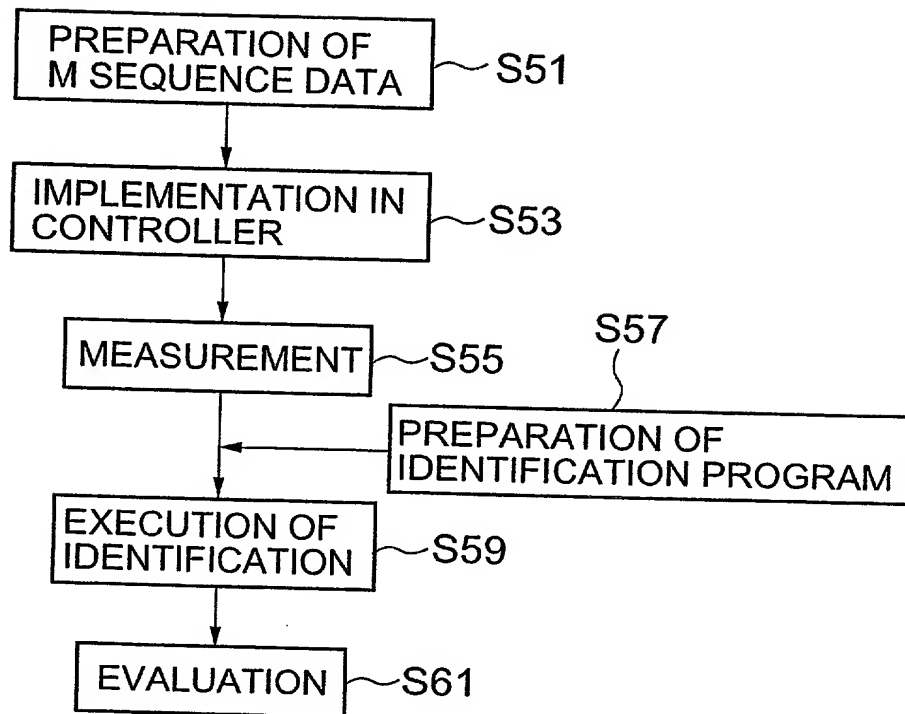 PREPARATION OF
M SEQUENCE DATA
S51
IMPLEMENTATION IN
CONTROLLER
S53
MEASUREMENT
S55
S57
PREPARATION OF
IDENTIFICATION PROGRAM
EXECUTION OF
IDENTIFICATION
S59
EVALUATION
S61